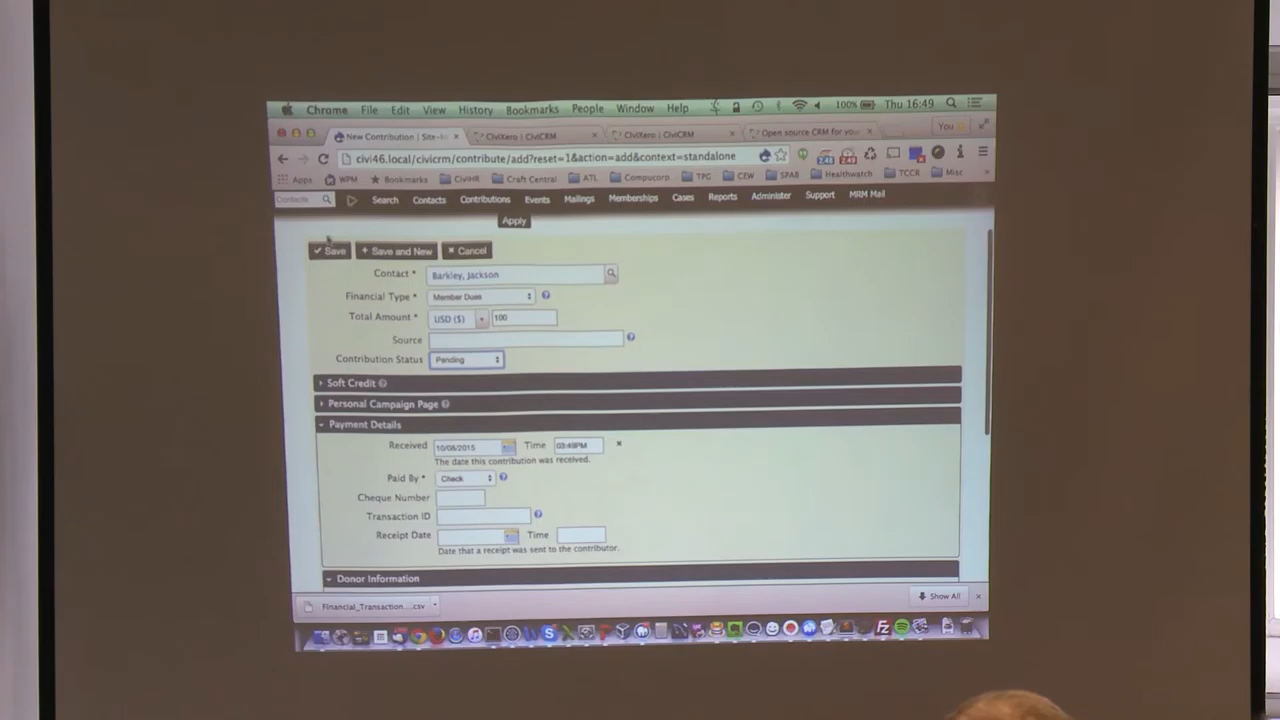 Chrome File Edit View History Bookmarks People Window Help 100% Thu 16:49
New Contribution | Site- CiviXero | CiviCRM CiviXero | CiviCRM Open source CRM for you You
civi46.local/civicrm/contribute/add?reset=1&action=add&context=standalone
Apps WPM Bookmarks CiviHR Craft Central ATL Compucorp. TPG CEW SPAB Healthwatch TCCR Misc
Contacts Search Contacts Contributions Events Mailings Memberships Cases Reports Administer Support MRM Mail
Apply
Save Save and New Cancel
Contact * Barkley, Jackson
Financial Type * Member Dues
Total Amount * USD ($) 100
Source
Contribution Status Pending
Soft Credit
Personal Campaign Page
Payment Details
Received 10/08/2015 Time 03:49PM
The date this contribution was received.
Paid By * Check
Cheque Number
Transaction ID
Receipt Date Time
Date that a receipt was sent to the contributor.
Donor Information
Financial_Transaction....csv Show All